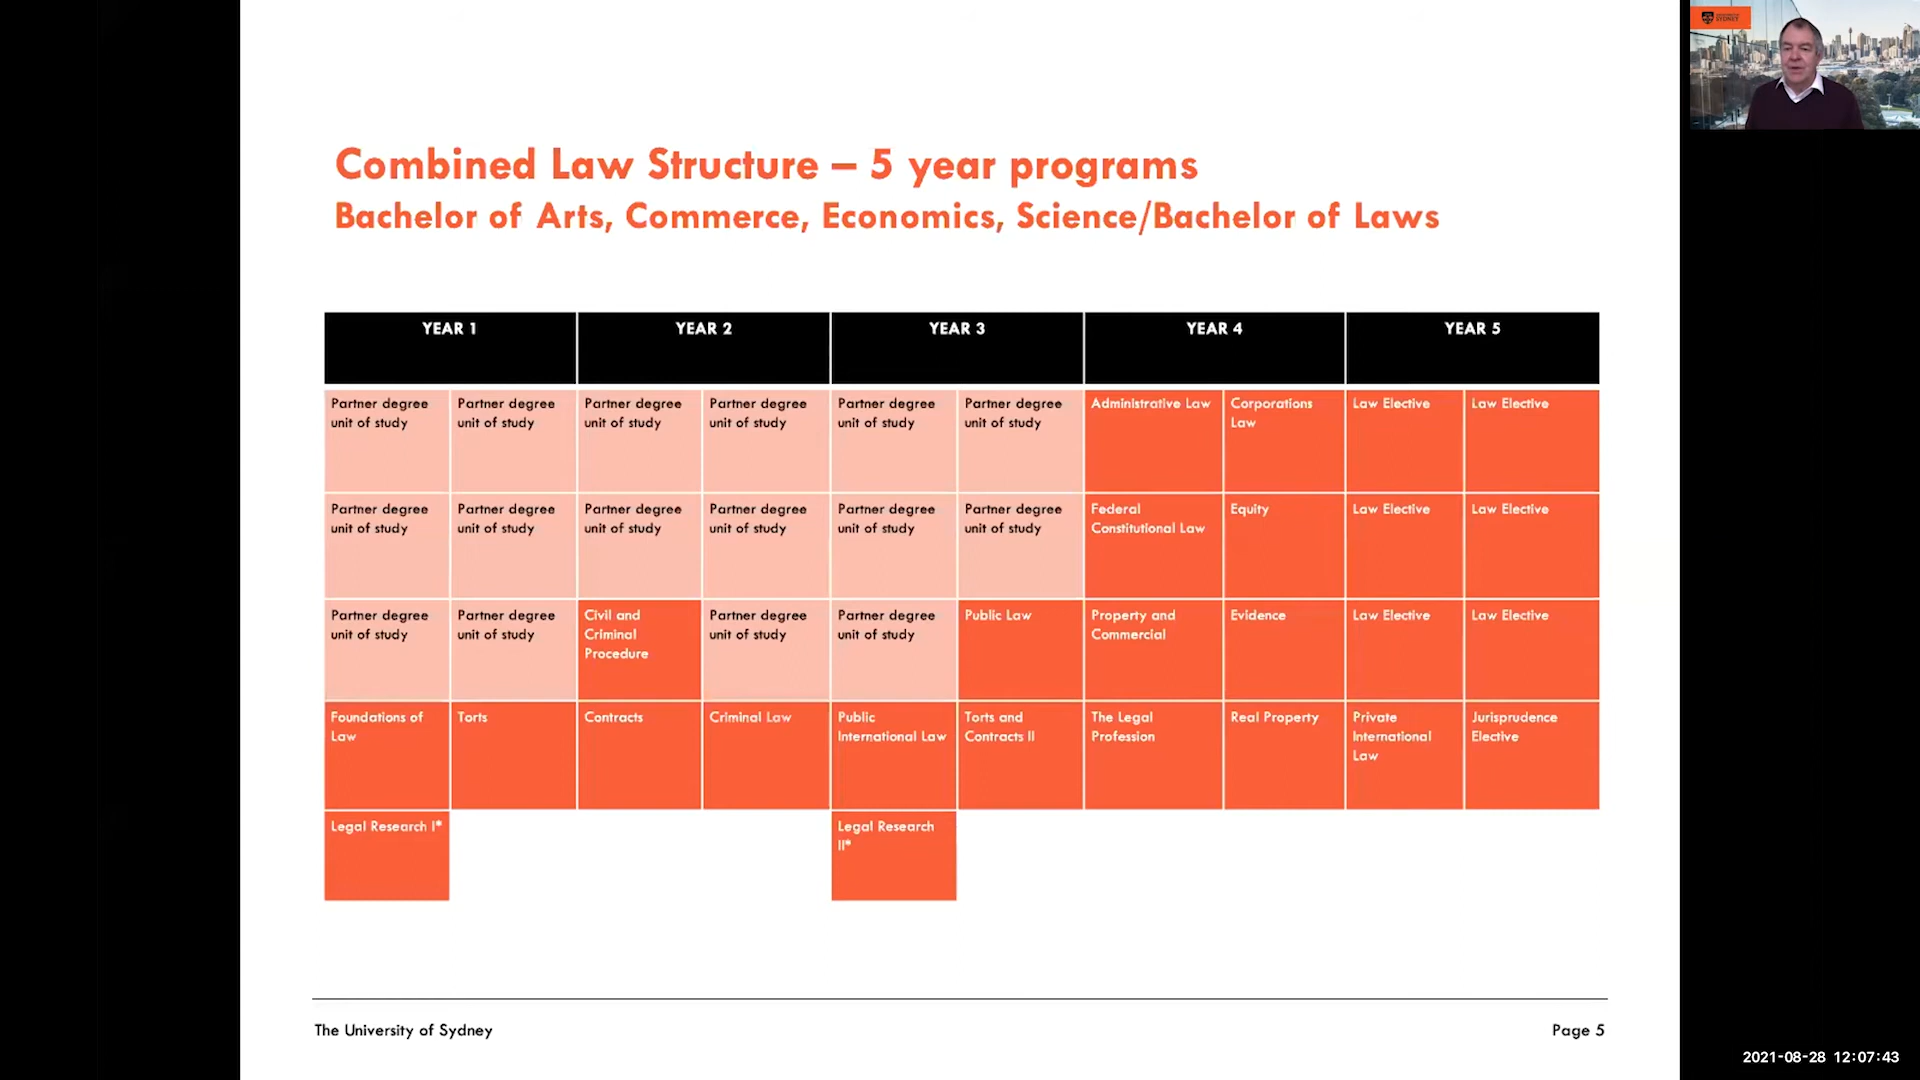 SYDNEY
Combined Law Structure – 5 year programs
Bachelor of Arts, Commerce, Economics, Science/Bachelor of Laws
YEAR 1
YEAR 2
YEAR 3
YEAR 4
YEAR 5
Partner degree
unit of study
Partner degree
unit of study
Partner degree
unit of study
Partner degree
unit of study
Partner degree
unit of study
Partner degree
unit of study
Administrative Law
Corporations
Law
Law Elective
Law Elective
Partner degree
unit of study
Partner degree
unit of study
Partner degree
unit of study
Partner degree
unit of study
Partner degree
unit of study
Partner degree
unit of study
Federal
Constitutional Law
Equity
Law Elective
Law Elective
Partner degree
unit of study
Partner degree
unit of study
Civil and
Criminal
Procedure
Partner degree
unit of study
Partner degree
unit of study
Public Law
Property and
Commercial
Evidence
Law Elective
Law Elective
Foundations of
Law
Torts
Contracts
Criminal Law
Public
International Law
Torts and
Contracts II
The Legal
Profession
Real Property
Private
International
Law
Jurisprudence
Elective
Legal Research I*
Legal Research
II*
The University of Sydney
Page 5
2021-08-28 12:07:43